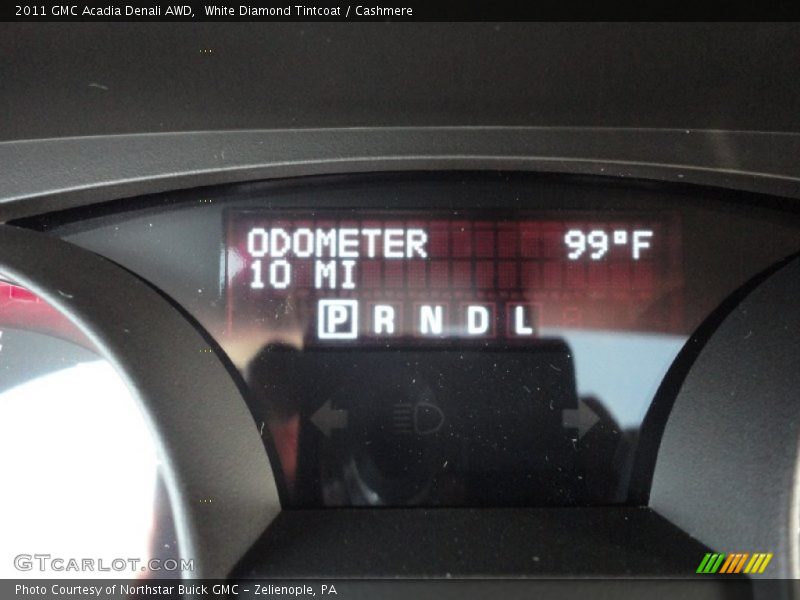 2011 GMC Acadia Denali AWD, White Diamond Tintcoat / Cashmere
ODOMETER 99°F
10 MI
P R N D L
GTcarlot.com
Photo Courtesy of Northstar Buick GMC - Zelienople, PA